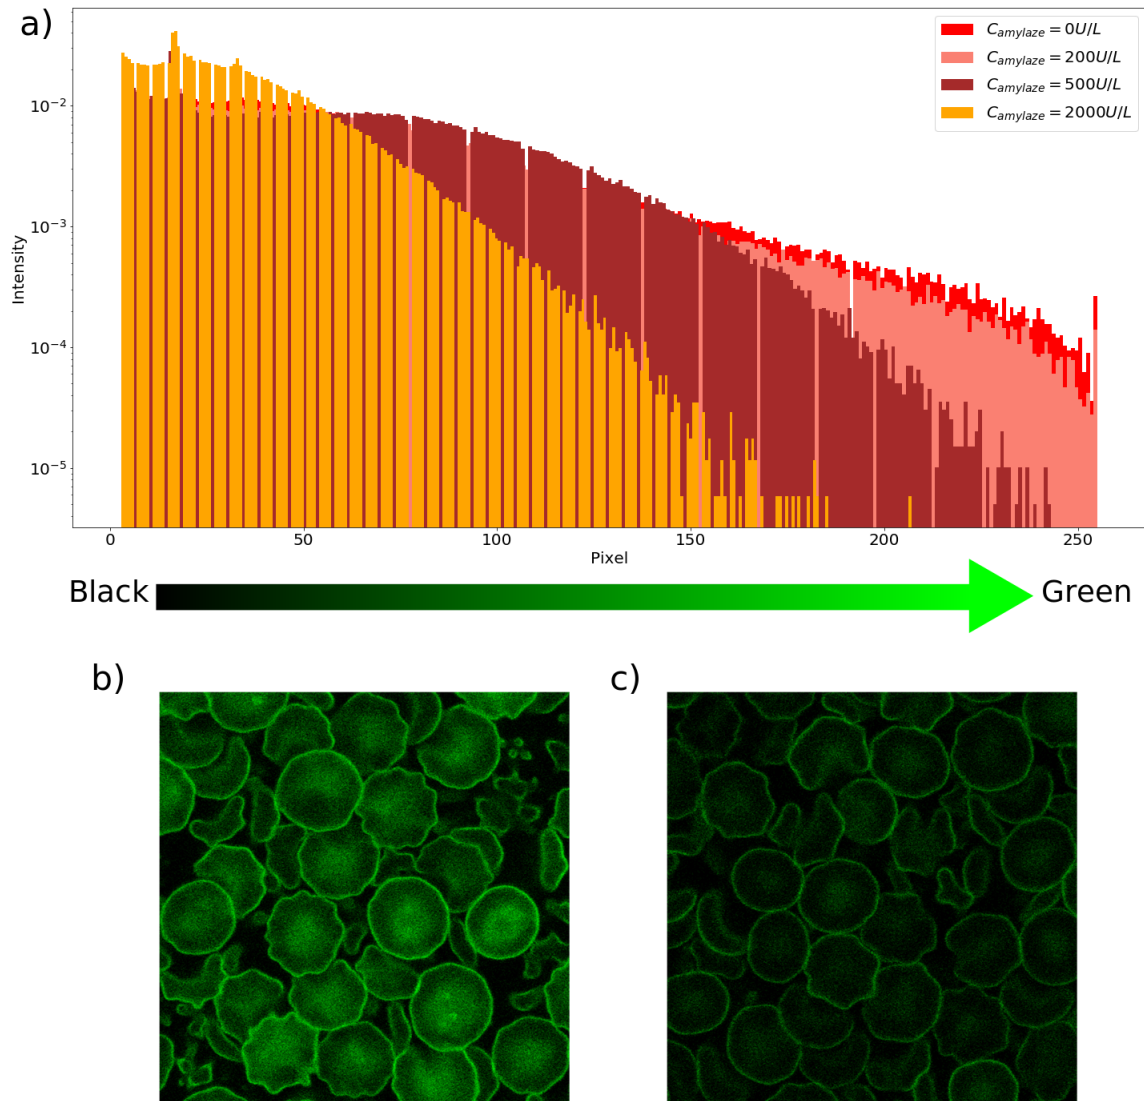 a)
C_amylaze = 0U/L
C_amylaze = 200U/L
C_amylaze = 500U/L
C_amylaze = 2000U/L
10^-2
10^-3
10^-4
10^-5
Intensity
0 50 100 150 200 250
Pixel
Black Green
b) c)